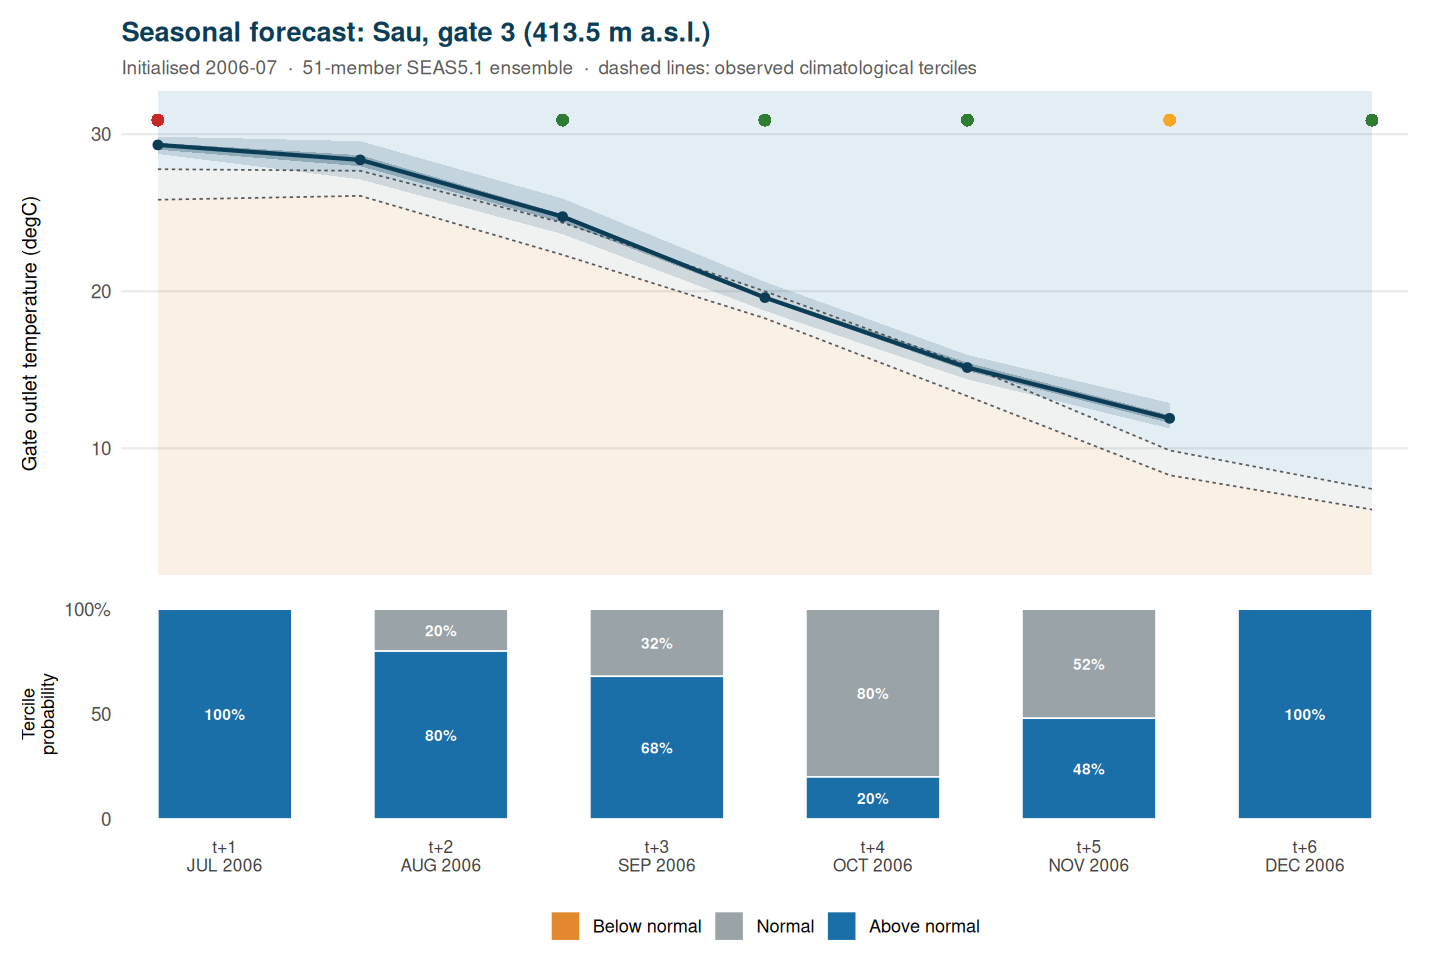 Seasonal forecast: Sau, gate 3 (413.5 m a.s.l.)
Initialised 2006-07 · 51-member SEAS5.1 ensemble · dashed lines: observed climatological terciles
Gate outlet temperature (degC)
30
20
10
Tercile
probability
100%
50
0
100%
20%
80%
32%
68%
80%
20%
52%
48%
100%
t+1
JUL 2006
t+2
AUG 2006
t+3
SEP 2006
t+4
OCT 2006
t+5
NOV 2006
t+6
DEC 2006
Below normal
Normal
Above normal